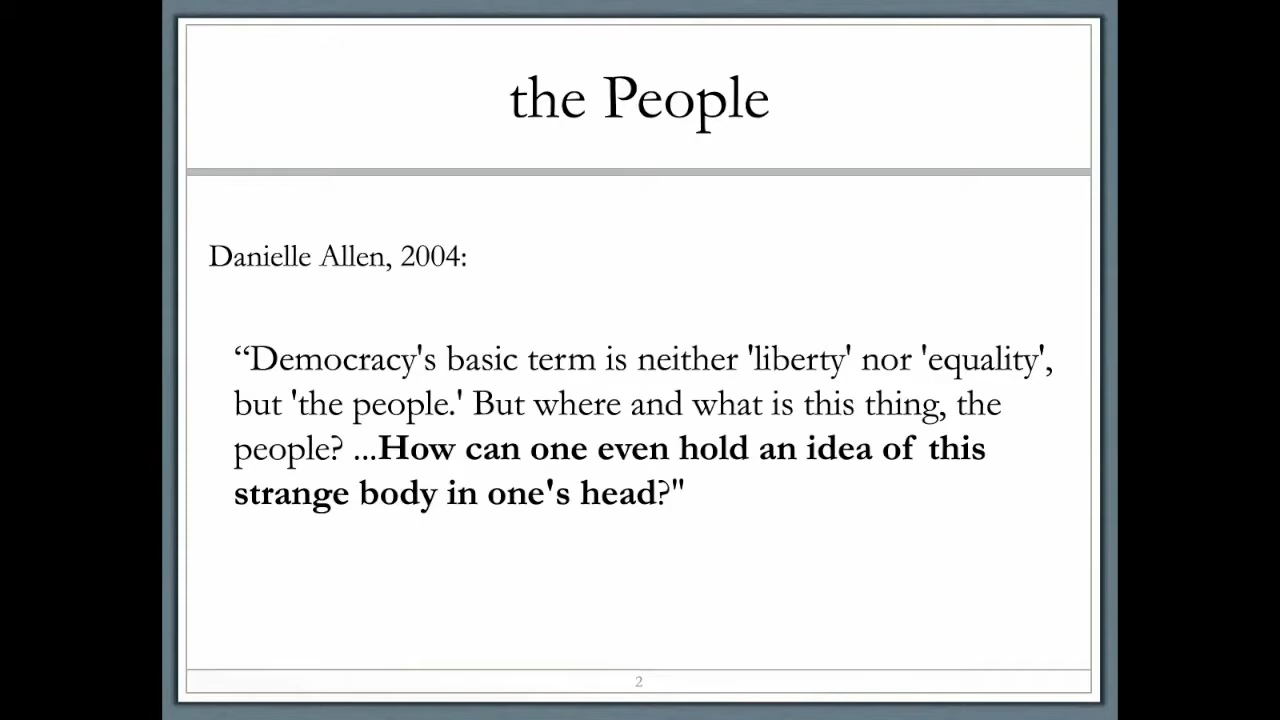 the People
Danielle Allen, 2004:
“Democracy's basic term is neither 'liberty' nor 'equality',
but 'the people.' But where and what is this thing, the
people? ...How can one even hold an idea of this
strange body in one's head?"
2